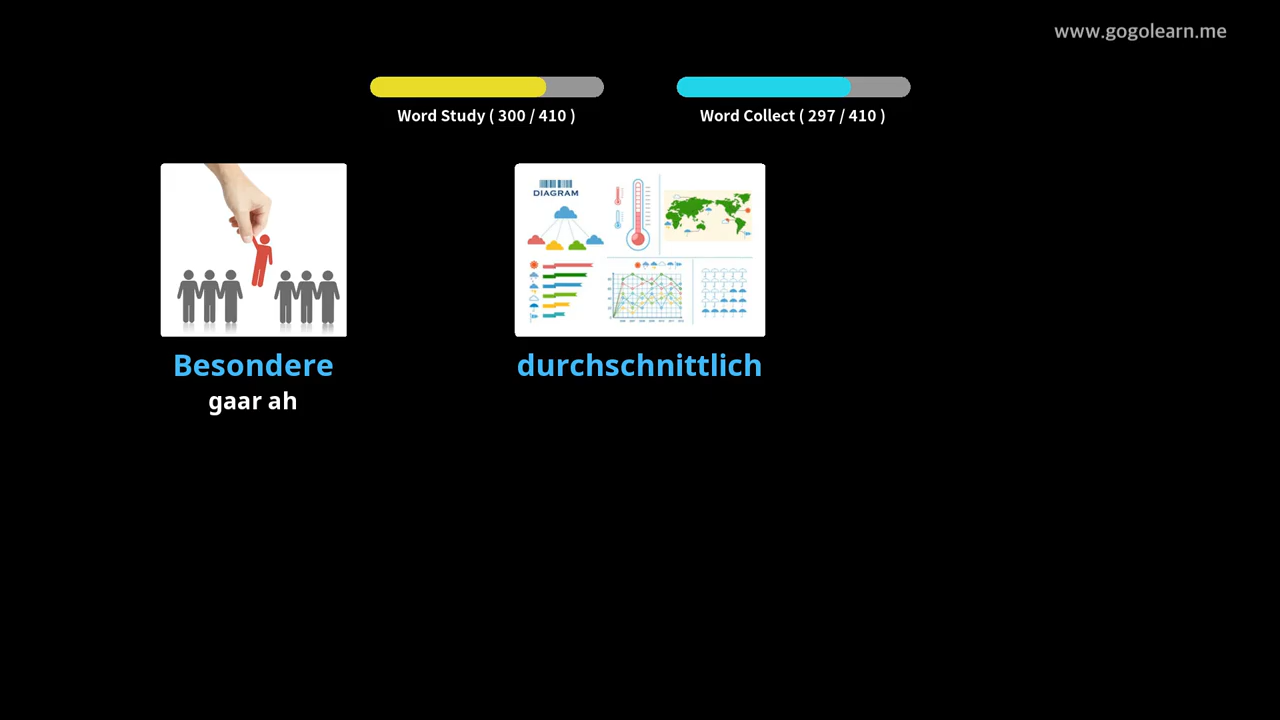 www.gogolearn.me
Word Study ( 300 / 410 )
Word Collect ( 297 / 410 )
DIAGRAM
Besondere
durchschnittlich
gaar ah